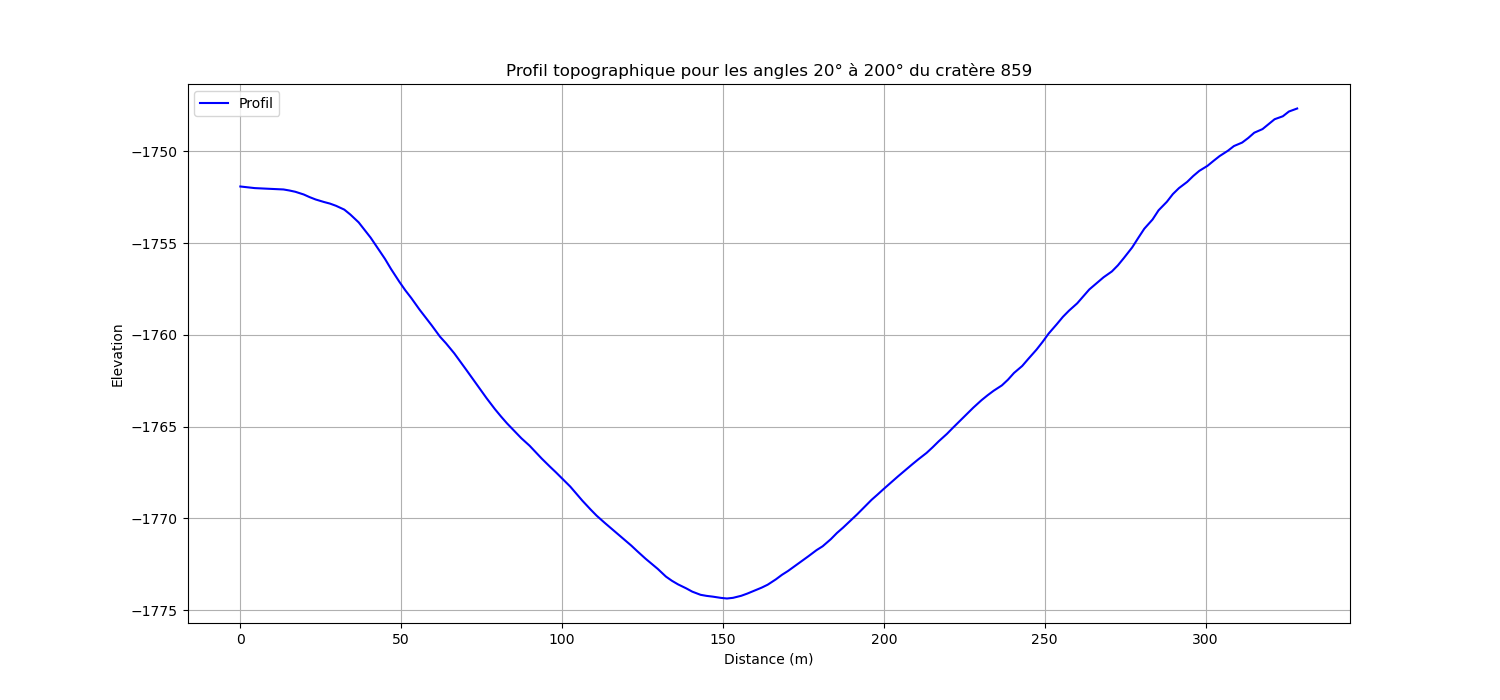 Profil topographique pour les angles 20° à 200° du cratère 859
Profil
−1750
−1755
−1760
−1765
−1770
−1775
Elevation
0 50 100 150 200 250 300
Distance (m)